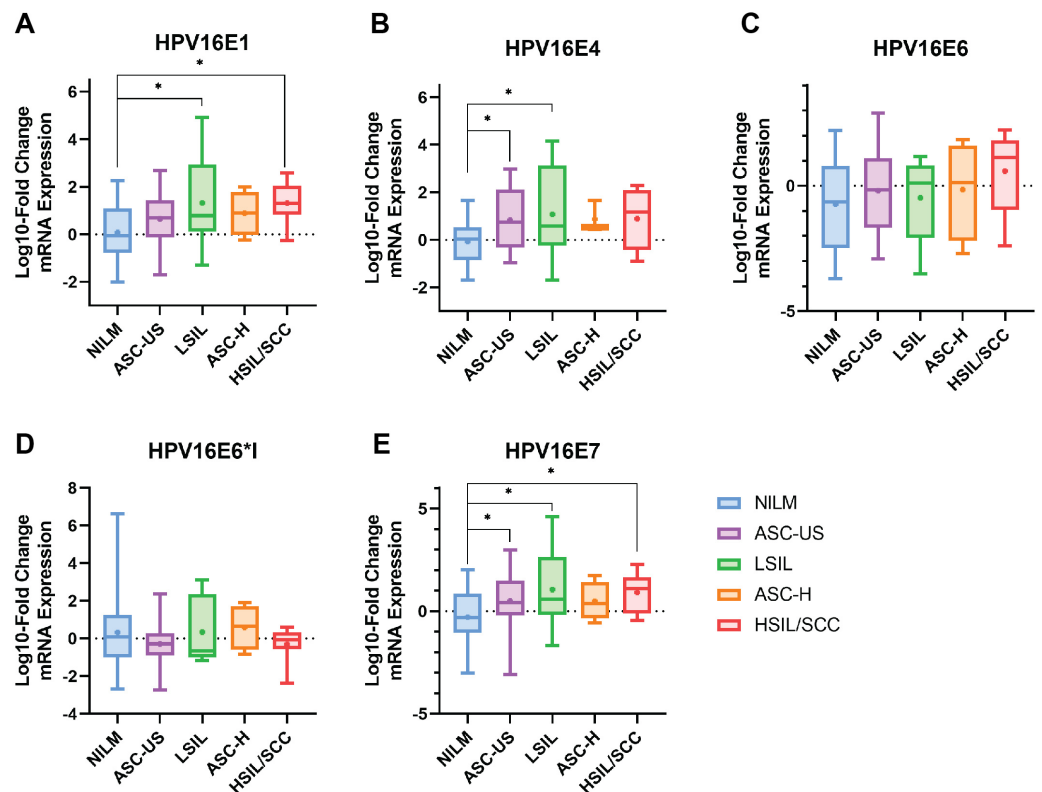 A
HPV16E1
Log10-Fold Change
mRNA Expression
6
4
2
0
-2
*
*
NILM
ASC-US
LSIL
ASC-H
HSIL/SCC
B
HPV16E4
Log10-Fold Change
mRNA Expression
6
4
2
0
-2
*
*
NILM
ASC-US
LSIL
ASC-H
HSIL/SCC
C
HPV16E6
Log10-Fold Change
mRNA Expression
0
-5
NILM
ASC-US
LSIL
ASC-H
HSIL/SCC
D
HPV16E6*I
Log10-Fold Change
mRNA Expression
8
6
4
2
0
-2
-4
NILM
ASC-US
LSIL
ASC-H
HSIL/SCC
E
HPV16E7
Log10-Fold Change
mRNA Expression
5
0
-5
*
*
*
NILM
ASC-US
LSIL
ASC-H
HSIL/SCC
NILM
ASC-US
LSIL
ASC-H
HSIL/SCC